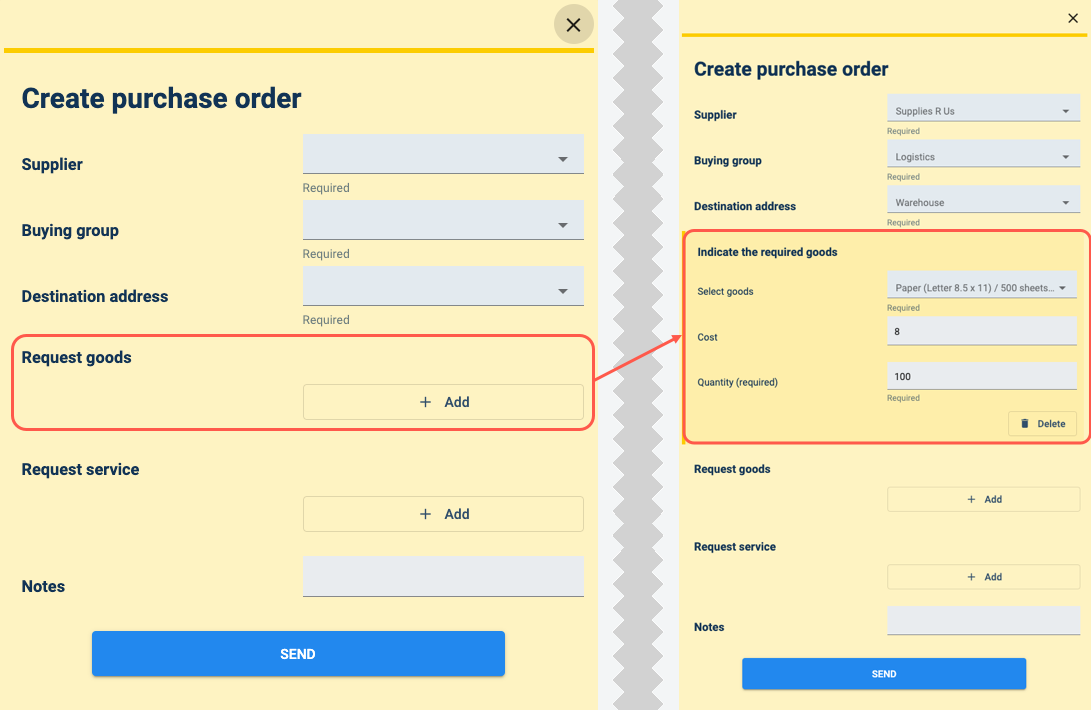 Create purchase order
Supplier
Required
Buying group
Required
Destination address
Required
Request goods
+ Add
Request service
+ Add
Notes
SEND
Create purchase order
Supplier
Supplies R Us
Required
Buying group
Logistics
Required
Destination address
Warehouse
Required
Indicate the required goods
Select goods
Paper (Letter 8.5 x 11) / 500 sheets...
Required
Cost
8
Quantity (required)
100
Required
Delete
Request goods
+ Add
Request service
+ Add
Notes
SEND